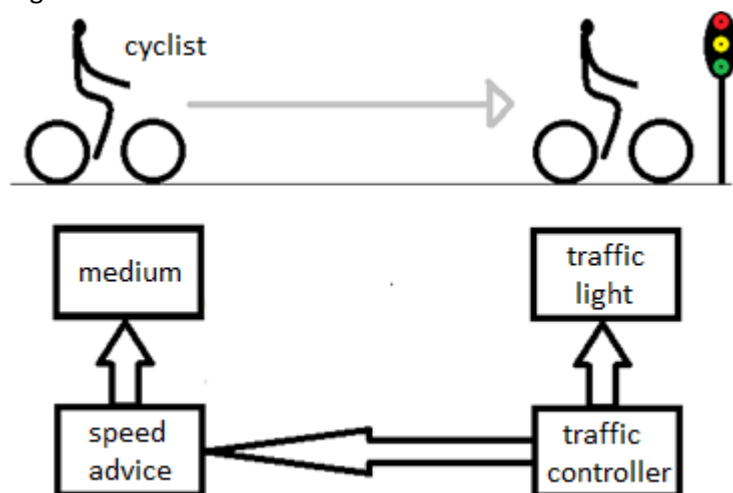 cyclist
medium
traffic
light
speed
advice
traffic
controller